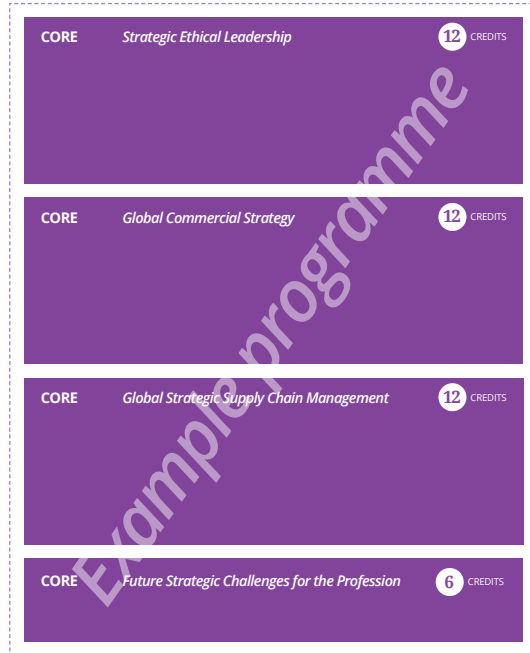 CORE Strategic Ethical Leadership 12 CREDITS
CORE Global Commercial Strategy 12 CREDITS
CORE Global Strategic Supply Chain Management 12 CREDITS
CORE Future Strategic Challenges for the Profession 6 CREDITS
Example programme